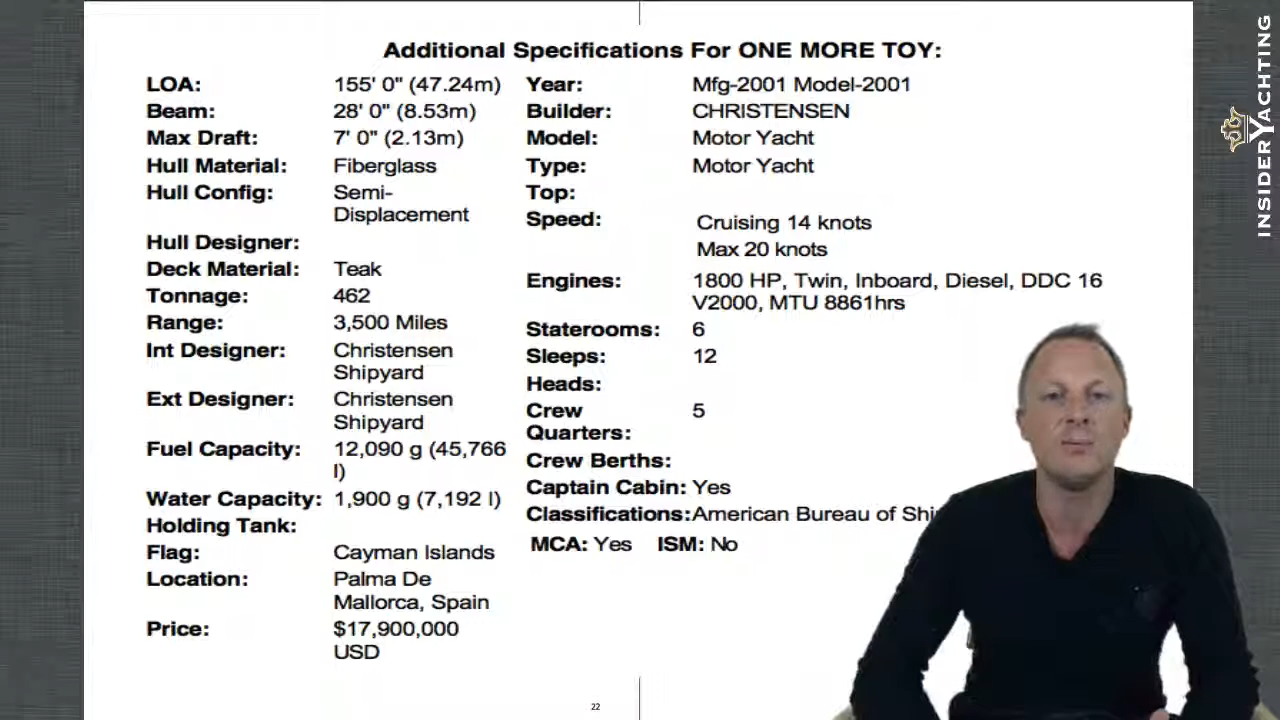 Additional Specifications For ONE MORE TOY:
LOA: 155' 0" (47.24m)
Beam: 28' 0" (8.53m)
Max Draft: 7' 0" (2.13m)
Hull Material: Fiberglass
Hull Config: Semi-
Displacement
Hull Designer:
Deck Material: Teak
Tonnage: 462
Range: 3,500 Miles
Int Designer: Christensen
Shipyard
Ext Designer: Christensen
Shipyard
Fuel Capacity: 12,090 g (45,766
l)
Water Capacity: 1,900 g (7,192 l)
Holding Tank:
Flag: Cayman Islands
Location: Palma De
Mallorca, Spain
Price: $17,900,000
USD
Year: Mfg-2001 Model-2001
Builder: CHRISTENSEN
Model: Motor Yacht
Type: Motor Yacht
Top:
Speed: Cruising 14 knots
Max 20 knots
Engines: 1800 HP, Twin, Inboard, Diesel, DDC 16
V2000, MTU 8861hrs
Staterooms: 6
Sleeps: 12
Heads:
Crew 5
Quarters:
Crew Berths:
Captain Cabin: Yes
Classifications: American Bureau of
MCA: Yes ISM: No
22
INSIDERYACHTING